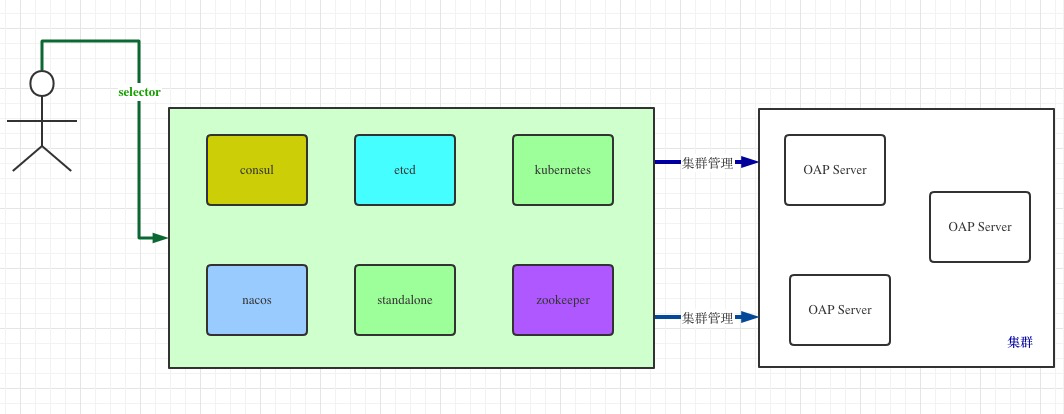 selector
consul
etcd
kubernetes
nacos
standalone
zookeeper
集群管理
集群管理
OAP Server
OAP Server
OAP Server
集群